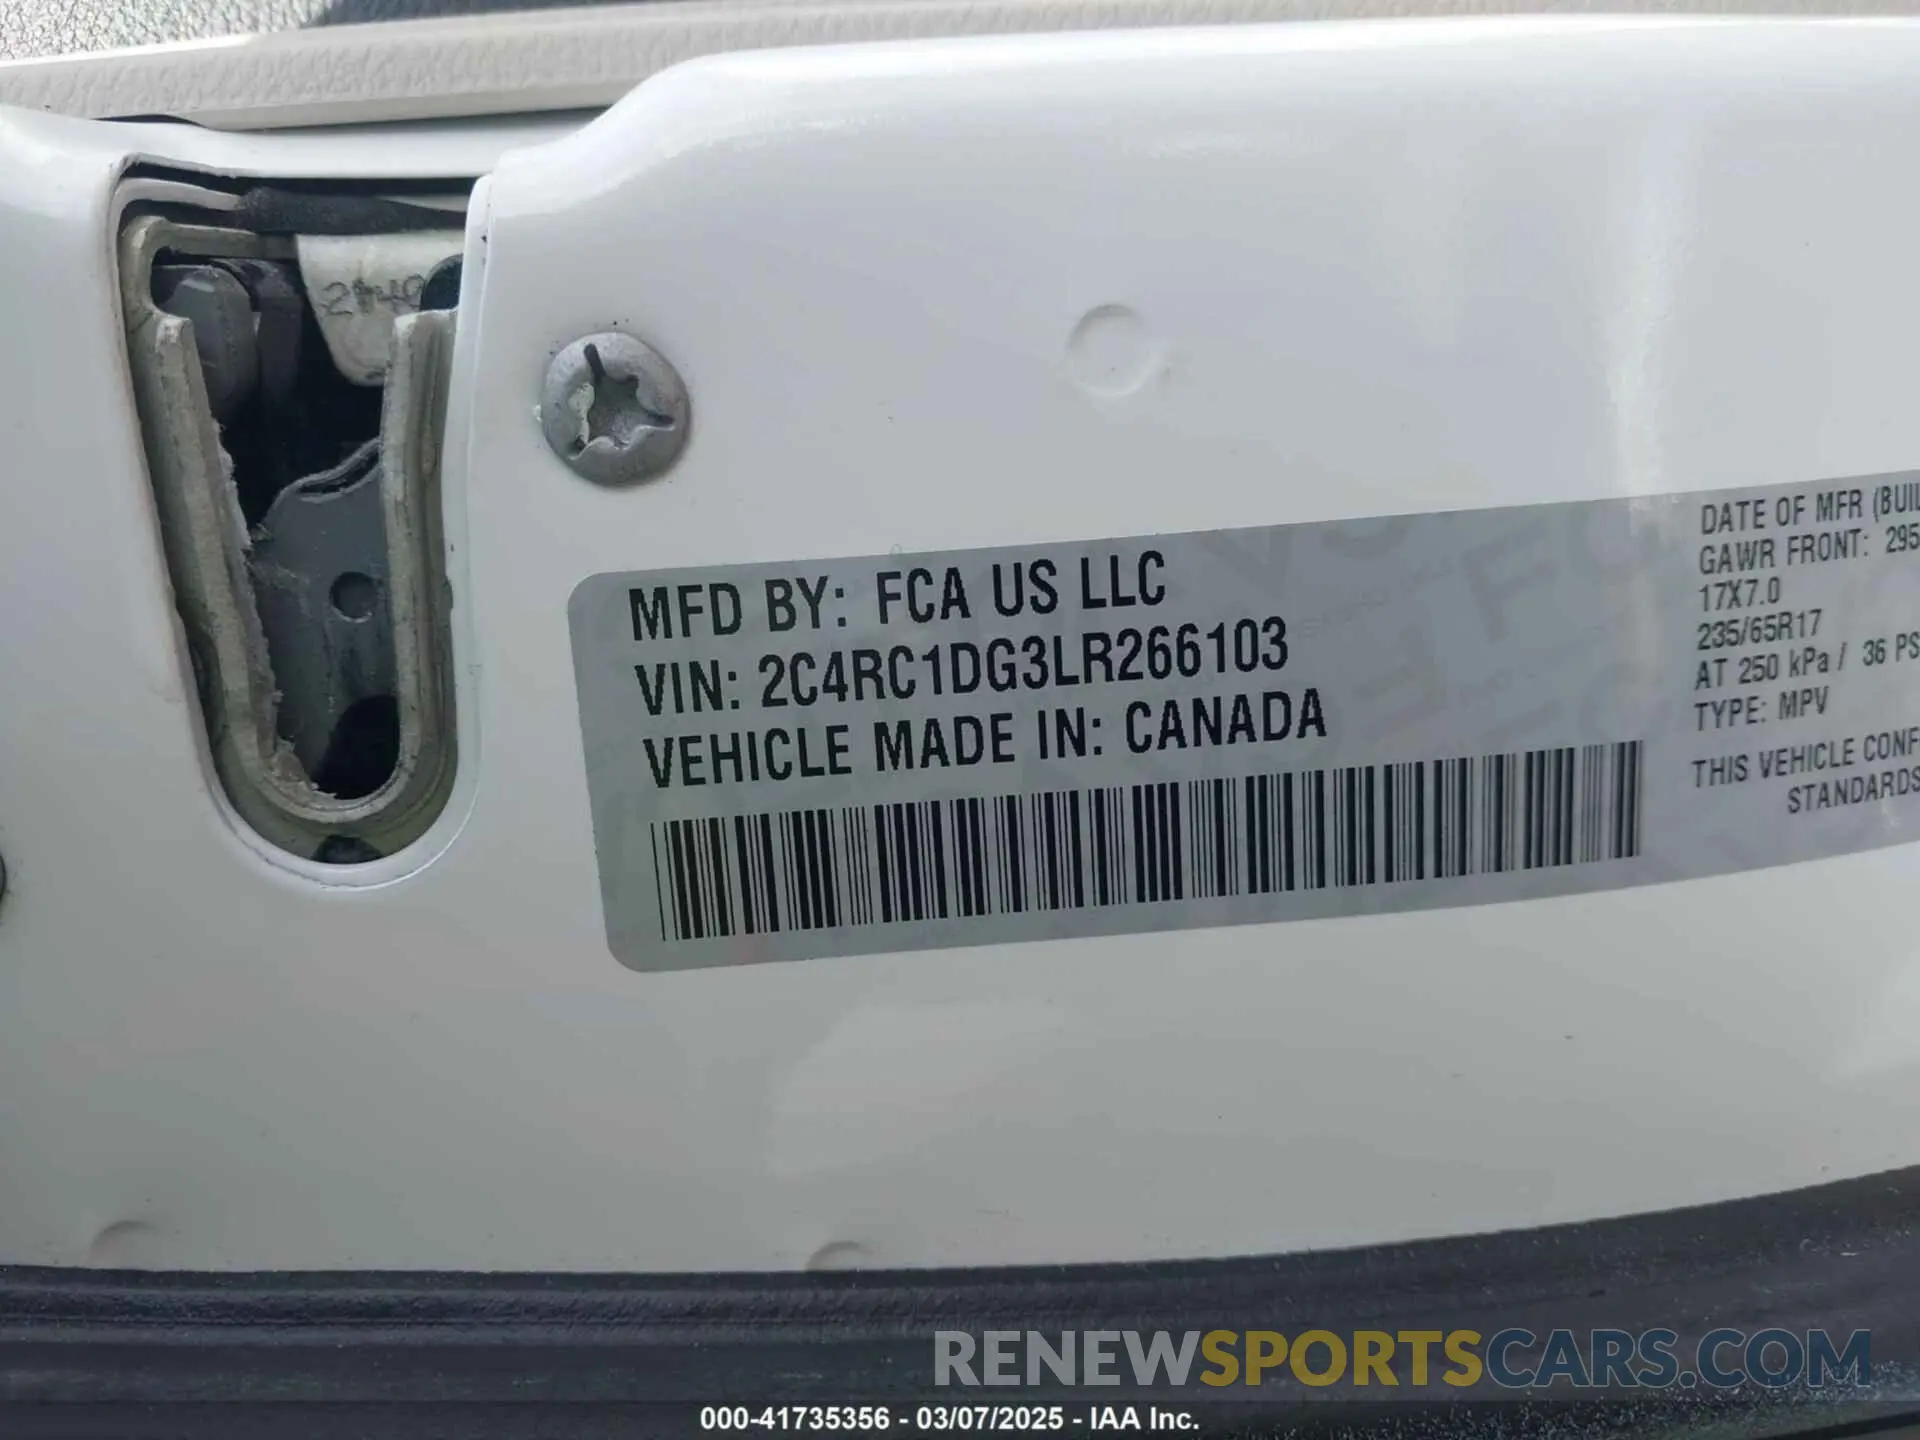 MFD BY: FCA US LLC
VIN: 2C4RC1DG3LR266103
VEHICLE MADE IN: CANADA
DATE OF MFR
GAWR FRONT:
17X7.0
235/65R17
AT 250 kPa / 36
TYPE: MPV
THIS VEHICLE
STANDARDS
RENEWSPORTSCARS.COM
000-41735356 - 03/07/2025 - IAA Inc.